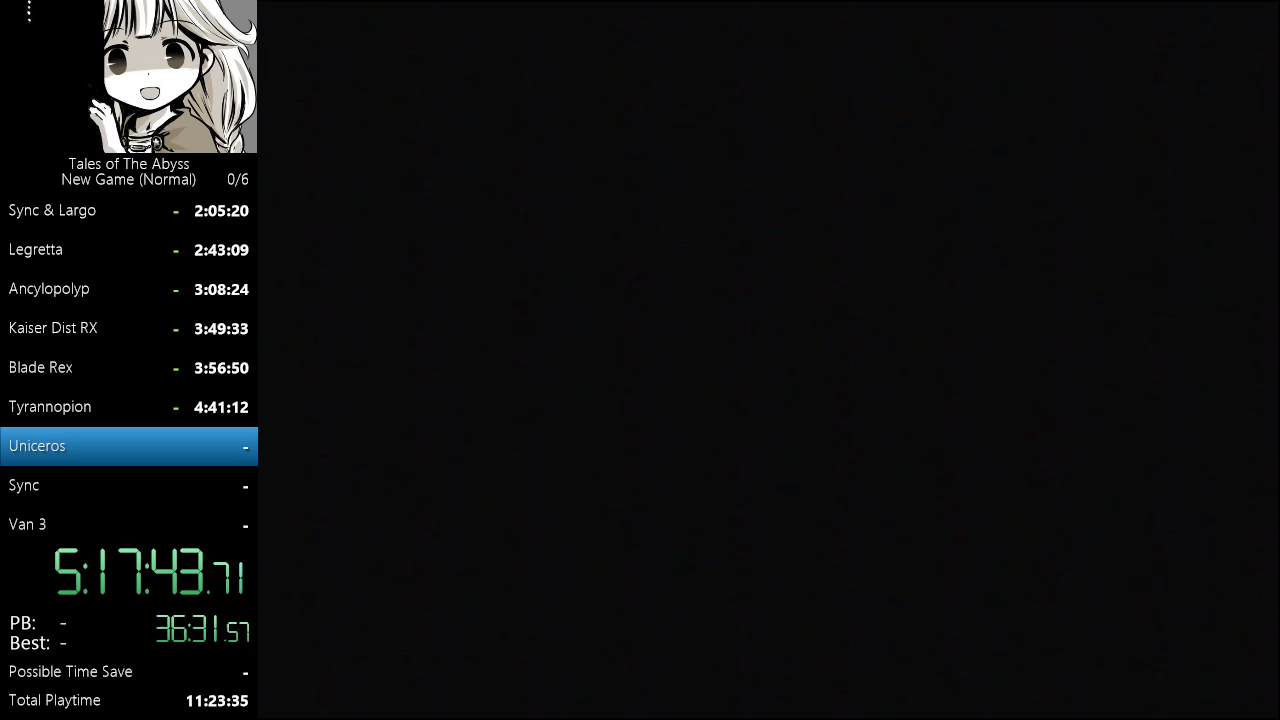 Tales of The Abyss
New Game (Normal) 0/6
Sync & Largo - 2:05:20
Legretta - 2:43:09
Ancylopolyp - 3:08:24
Kaiser Dist RX - 3:49:33
Blade Rex - 3:56:50
Tyrannopion - 4:41:12
Uniceros -
Sync -
Van 3 -
5:17:43.71
PB: - 36:31.57
Best: -
Possible Time Save -
Total Playtime 11:23:35